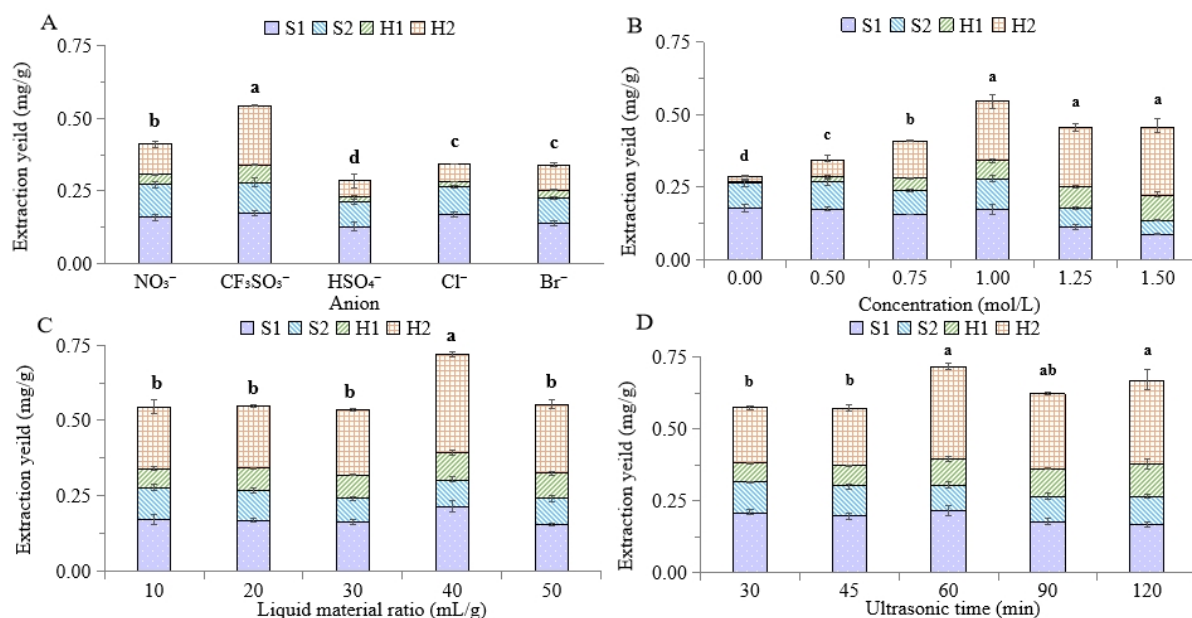 A
S1 S2 H1 H2
Extraction yeild (mg/g)
0.75
0.50
0.25
0.00
b
a
d
c
c
NO₃⁻ CF₃SO₃⁻ HSO₄⁻ Cl⁻ Br⁻
Anion
B
S1 S2 H1 H2
Extraction yeild (mg/g)
0.75
0.50
0.25
0.00
d
c
b
a
a
a
0.00 0.50 0.75 1.00 1.25 1.50
Concentration (mol/L)
C
S1 S2 H1 H2
Extraction yeild (mg/g)
0.75
0.50
0.25
0.00
b
b
b
a
b
10 20 30 40 50
Liquid material ratio (mL/g)
D
S1 S2 H1 H2
Extraction yeild (mg/g)
0.75
0.50
0.25
0.00
b
b
a
ab
a
30 45 60 90 120
Ultrasonic time (min)